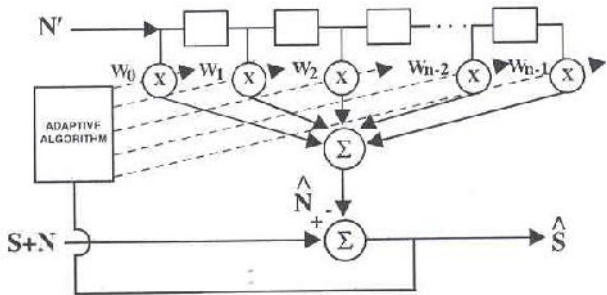 N'
W0 W1 W2 Wn-2 Wn-1
X X X X X
ADAPTIVE
ALGORITHM
Σ
N̂
+ -
S+N Σ Ŝ